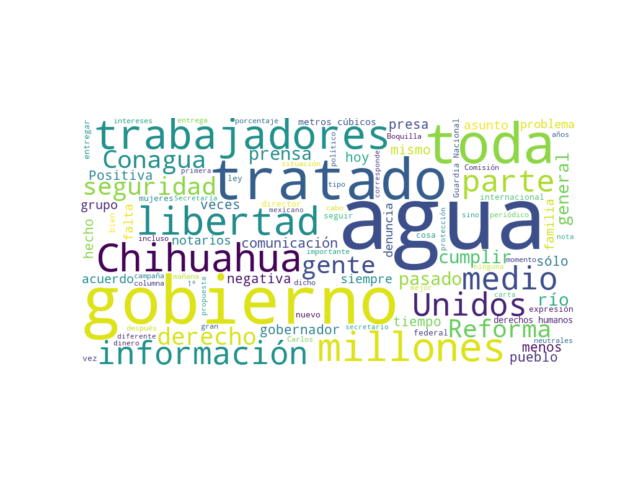 intereses entrega porcentaje metros cúbicos presa asunto problema
entregar trabajadores Boquilla Guardia Nacional toda años
Conagua prensa hoy político mismo Comisión
Positiva primera situación tratado corresponde parte general
seguridad ley tipo internacional
grupo mujeres Secretaría director agua sino periódico familia
hecho falta veces libertad cabo denuncia protección nota
bien notarios mexicano seguir cosa
incluso comunicación importante cumplir sólo
Chihuahua gente medio
acuerdo campaña mañana negativa siempre pasado momento ninguna
columna 1º propuesta dicho mejor carta expresión
gobierno nuevo Unidos río
después gran gobernador secretario tiempo derechos humanos
diferente derecho Carlos federal Reforma neutrales
dinero menos
vez información millones pueblo